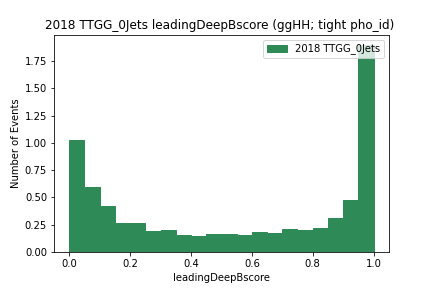 2018 TTGG_0Jets leadingDeepBscore (ggHH; tight pho_id)
2018 TTGG_0Jets
1.75
1.50
1.25
1.00
0.75
0.50
0.25
0.00
Number of Events
0.0 0.2 0.4 0.6 0.8 1.0
leadingDeepBscore